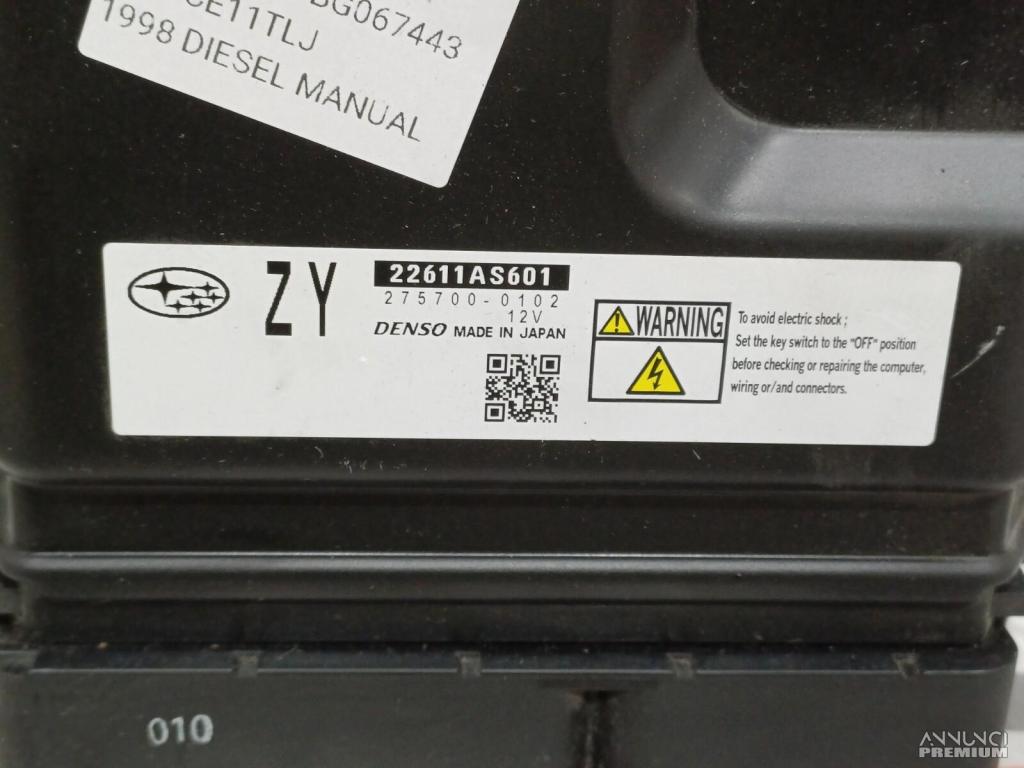 BG067443
CE11TLJ
1998 DIESEL MANUAL
ZY
22611AS601
275700-0102
12V
DENSO MADE IN JAPAN
WARNING
To avoid electric shock ;
Set the key switch to the "OFF" position
before checking or repairing the computer,
wiring or/and connectors.
010
ANNUNCI
PREMIUM